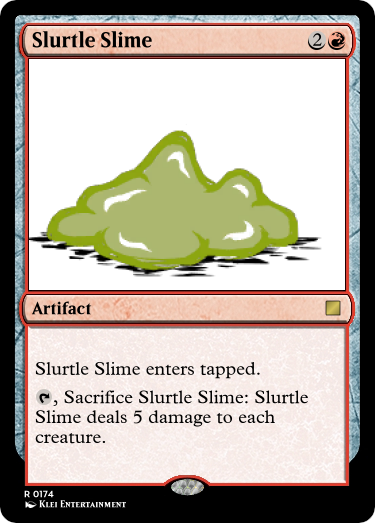 Slurtle Slime 2
Artifact
Slurtle Slime enters tapped.
, Sacrifice Slurtle Slime: Slurtle
Slime deals 5 damage to each
creature.
R 0174
Klei Entertainment